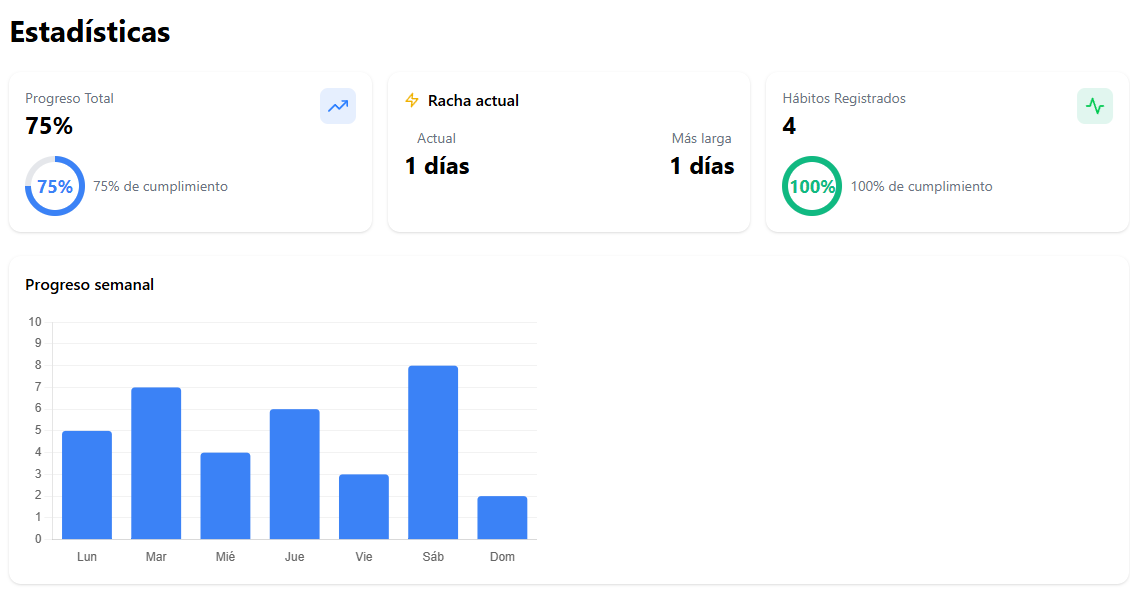 Estadísticas
Progreso Total
75%
75%
75% de cumplimiento
Racha actual
Actual
1 días
Más larga
1 días
Hábitos Registrados
4
100%
100% de cumplimiento
Progreso semanal
10
9
8
7
6
5
4
3
2
1
0
Lun Mar Mié Jue Vie Sáb Dom